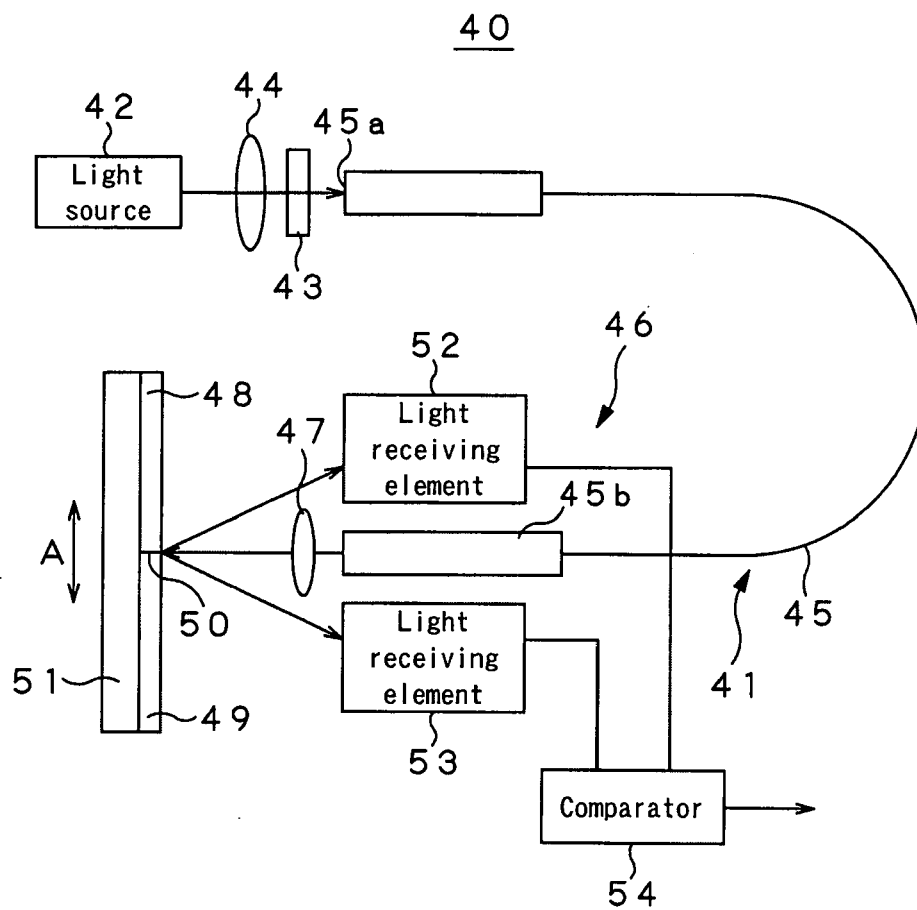 40
44
42
45a
Light
source
43
46
52
48
Light
receiving
element
47
45b
A
50
45
Light
receiving
element
51
41
49
53
Comparator
54